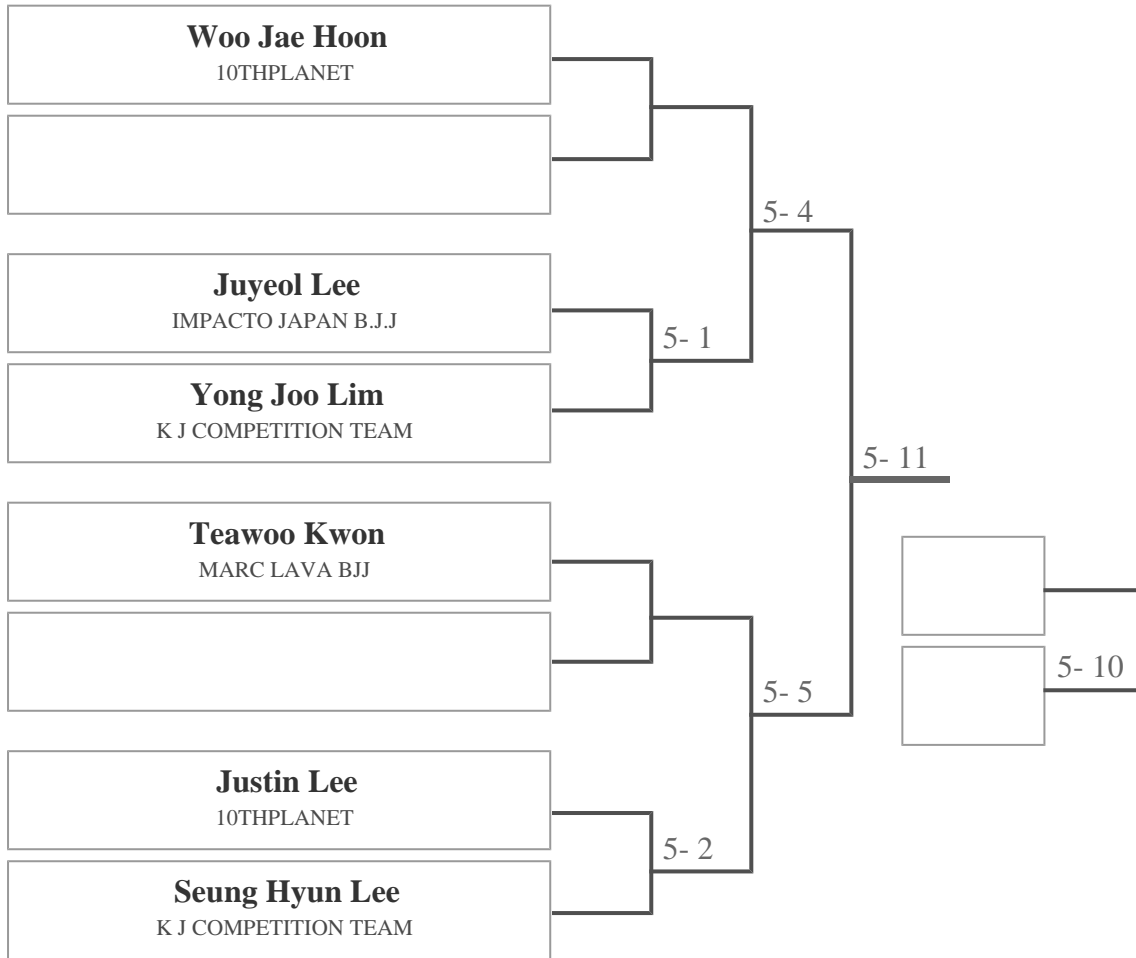 Woo Jae Hoon
10THPLANET
5- 4
Juyeol Lee
IMPACTO JAPAN B.J.J
5- 1
Yong Joo Lim
K J COMPETITION TEAM
5- 11
Teawoo Kwon
MARC LAVA BJJ
5- 10
5- 5
Justin Lee
10THPLANET
5- 2
Seung Hyun Lee
K J COMPETITION TEAM